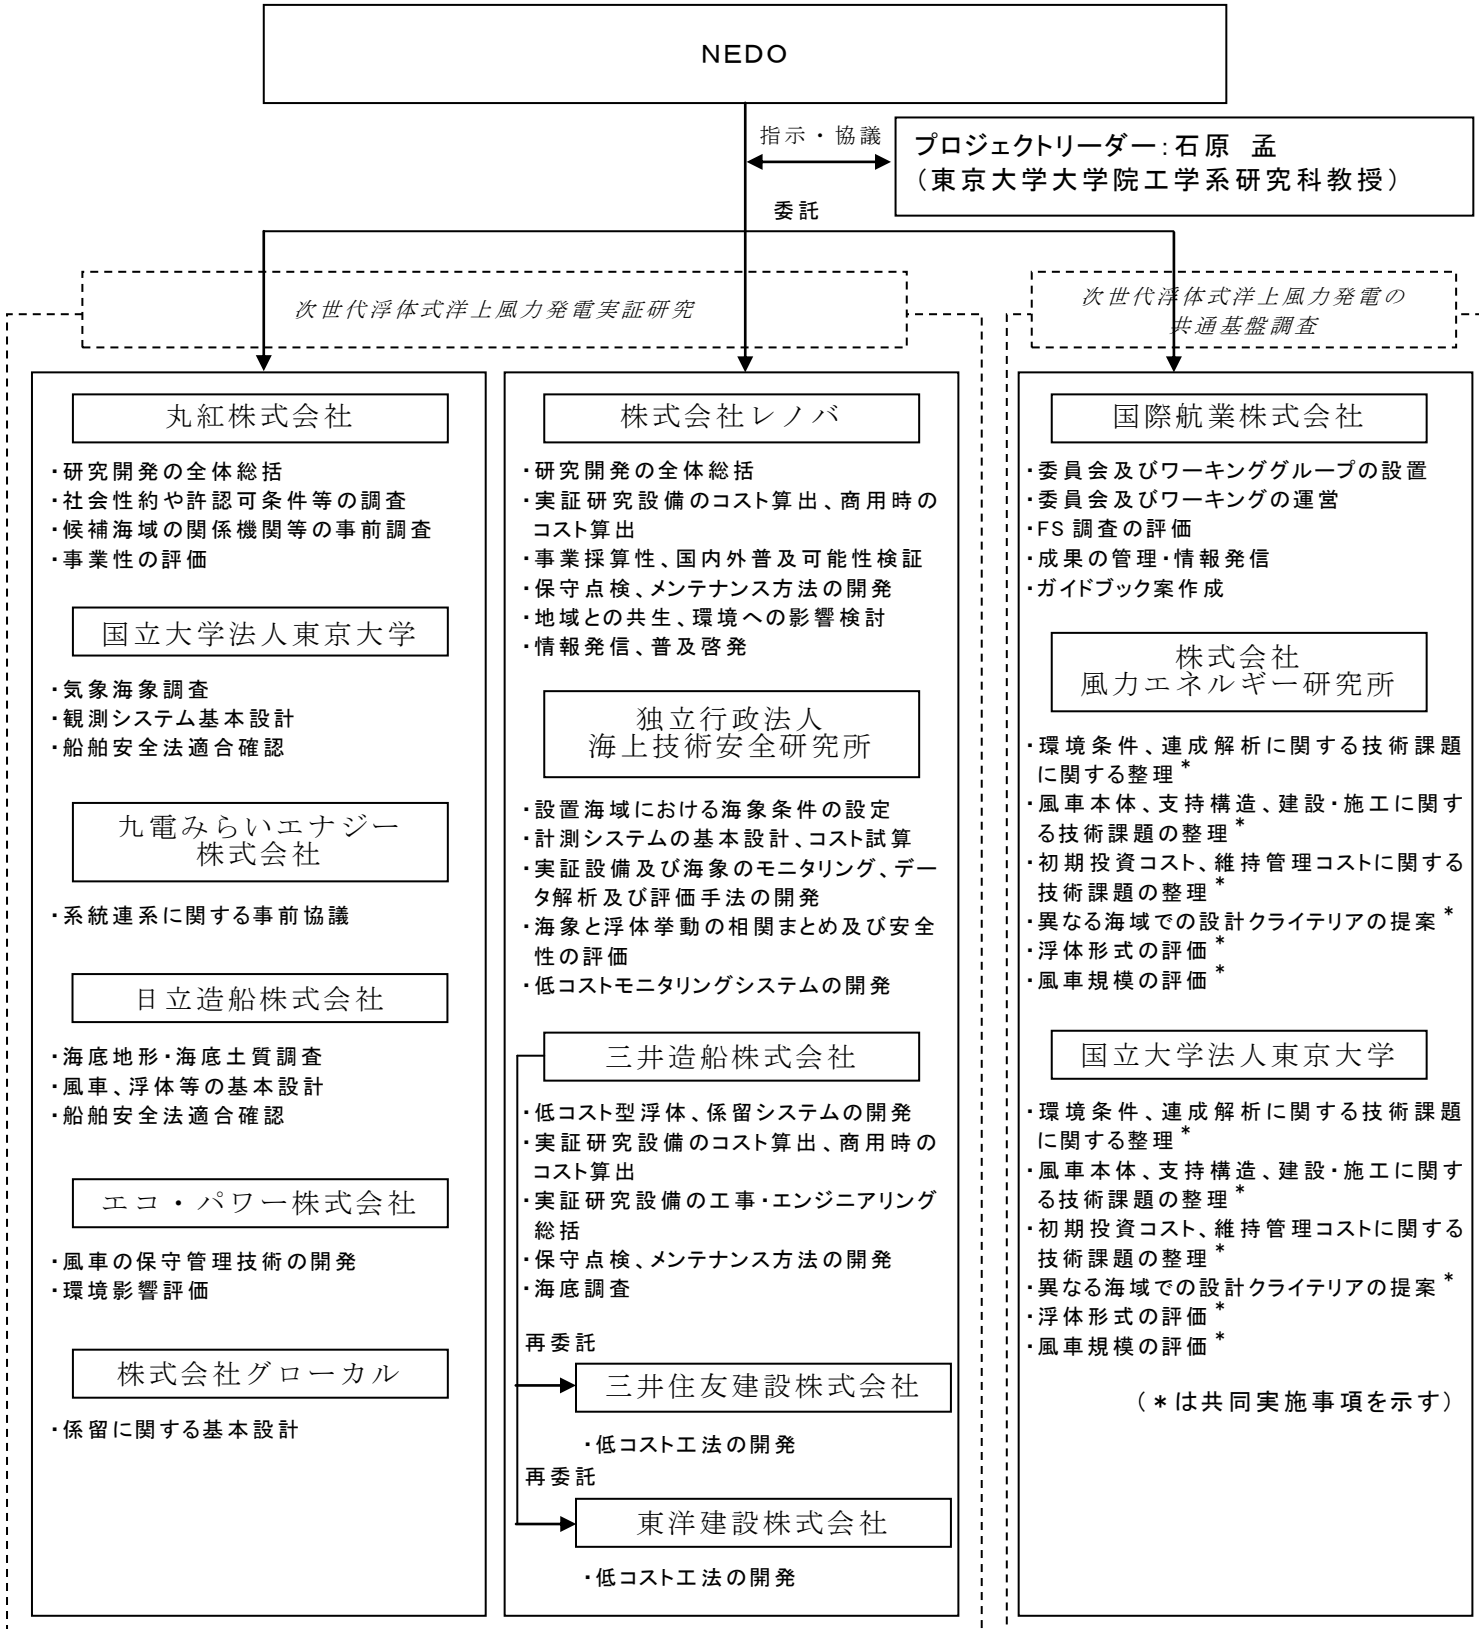 NEDO
指示・協議
プロジェクトリーダー：石原　孟
（東京大学大学院工学系研究科教授）
委託
次世代浮体式洋上風力発電実証研究
次世代浮体式洋上風力発電の
共通基盤調査
丸紅株式会社
・研究開発の全体総括
・社会性約や許認可条件等の調査
・候補海域の関係機関等の事前調査
・事業性の評価
国立大学法人東京大学
・気象海象調査
・観測システム基本設計
・船舶安全法適合確認
九電みらいエナジー
株式会社
・系統連系に関する事前協議
日立造船株式会社
・海底地形・海底土質調査
・風車、浮体等の基本設計
・船舶安全法適合確認
エコ・パワー株式会社
・風車の保守管理技術の開発
・環境影響評価
株式会社グローカル
・係留に関する基本設計
株式会社レノバ
・研究開発の全体総括
・実証研究設備のコスト算出、商用時の
コスト算出
・事業採算性、国内外普及可能性検証
・保守点検、メンテナンス方法の開発
・地域との共生、環境への影響検討
・情報発信、普及啓発
独立行政法人
海上技術安全研究所
・設置海域における海象条件の設定
・計測システムの基本設計、コスト試算
・実証設備及び海象のモニタリング、デー
タ解析及び評価手法の開発
・海象と浮体挙動の相関まとめ及び安全
性の評価
・低コストモニタリングシステムの開発
三井造船株式会社
・低コスト型浮体、係留システムの開発
・実証研究設備のコスト算出、商用時の
コスト算出
・実証研究設備の工事・エンジニアリング
総括
・保守点検、メンテナンス方法の開発
・海底調査
再委託
三井住友建設株式会社
・低コスト工法の開発
再委託
東洋建設株式会社
・低コスト工法の開発
国際航業株式会社
・委員会及びワーキンググループの設置
・委員会及びワーキングの運営
・FS調査の評価
・成果の管理・情報発信
・ガイドブック案作成
株式会社
風力エネルギー研究所
・環境条件、連成解析に関する技術課題
に関する整理*
・風車本体、支持構造、建設・施工に関す
る技術課題の整理*
・初期投資コスト、維持管理コストに関する
技術課題の整理*
・異なる海域での設計クライテリアの提案*
・浮体形式の評価*
・風車規模の評価*
国立大学法人東京大学
・環境条件、連成解析に関する技術課題
に関する整理*
・風車本体、支持構造、建設・施工に関す
る技術課題の整理*
・初期投資コスト、維持管理コストに関する
技術課題の整理*
・異なる海域での設計クライテリアの提案*
・浮体形式の評価*
・風車規模の評価*
（＊は共同実施事項を示す）